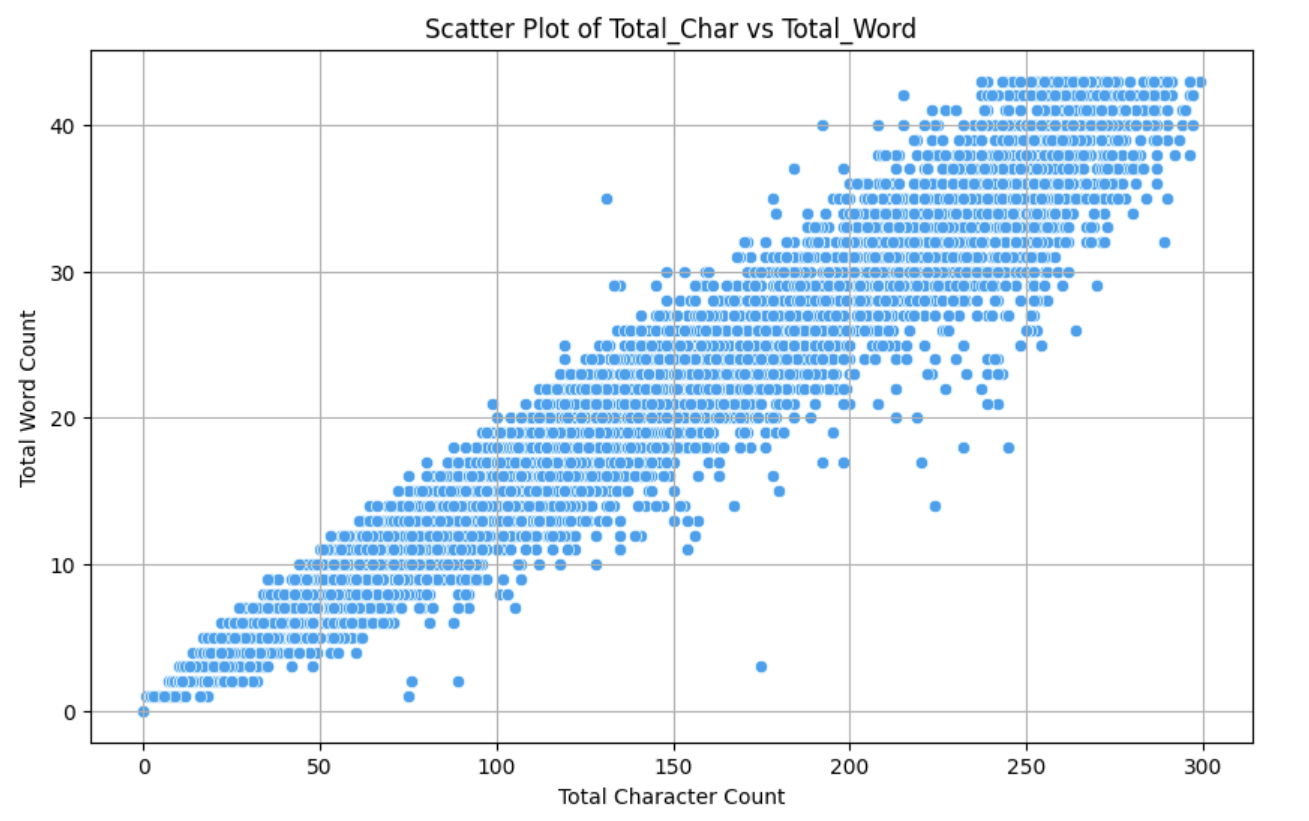 Scatter Plot of Total_Char vs Total_Word
Total Word Count
40
30
20
10
0
0 50 100 150 200 250 300
Total Character Count